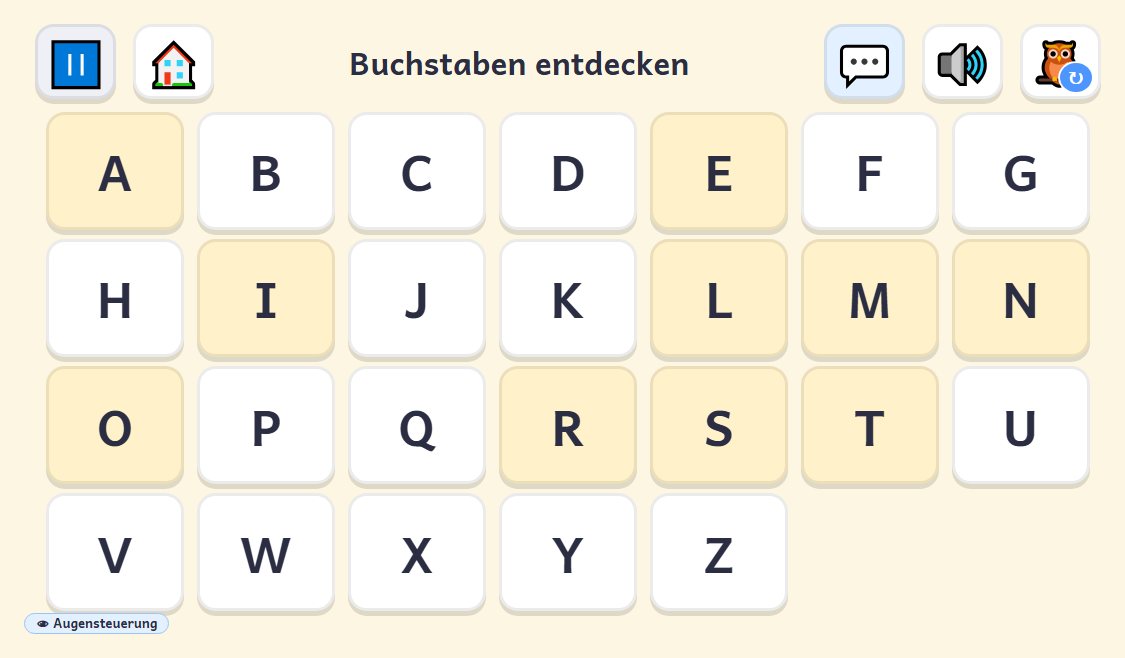 Buchstaben entdecken
A B C D E F G
H I J K L M N
O P Q R S T U
V W X Y Z
Augensteuerung